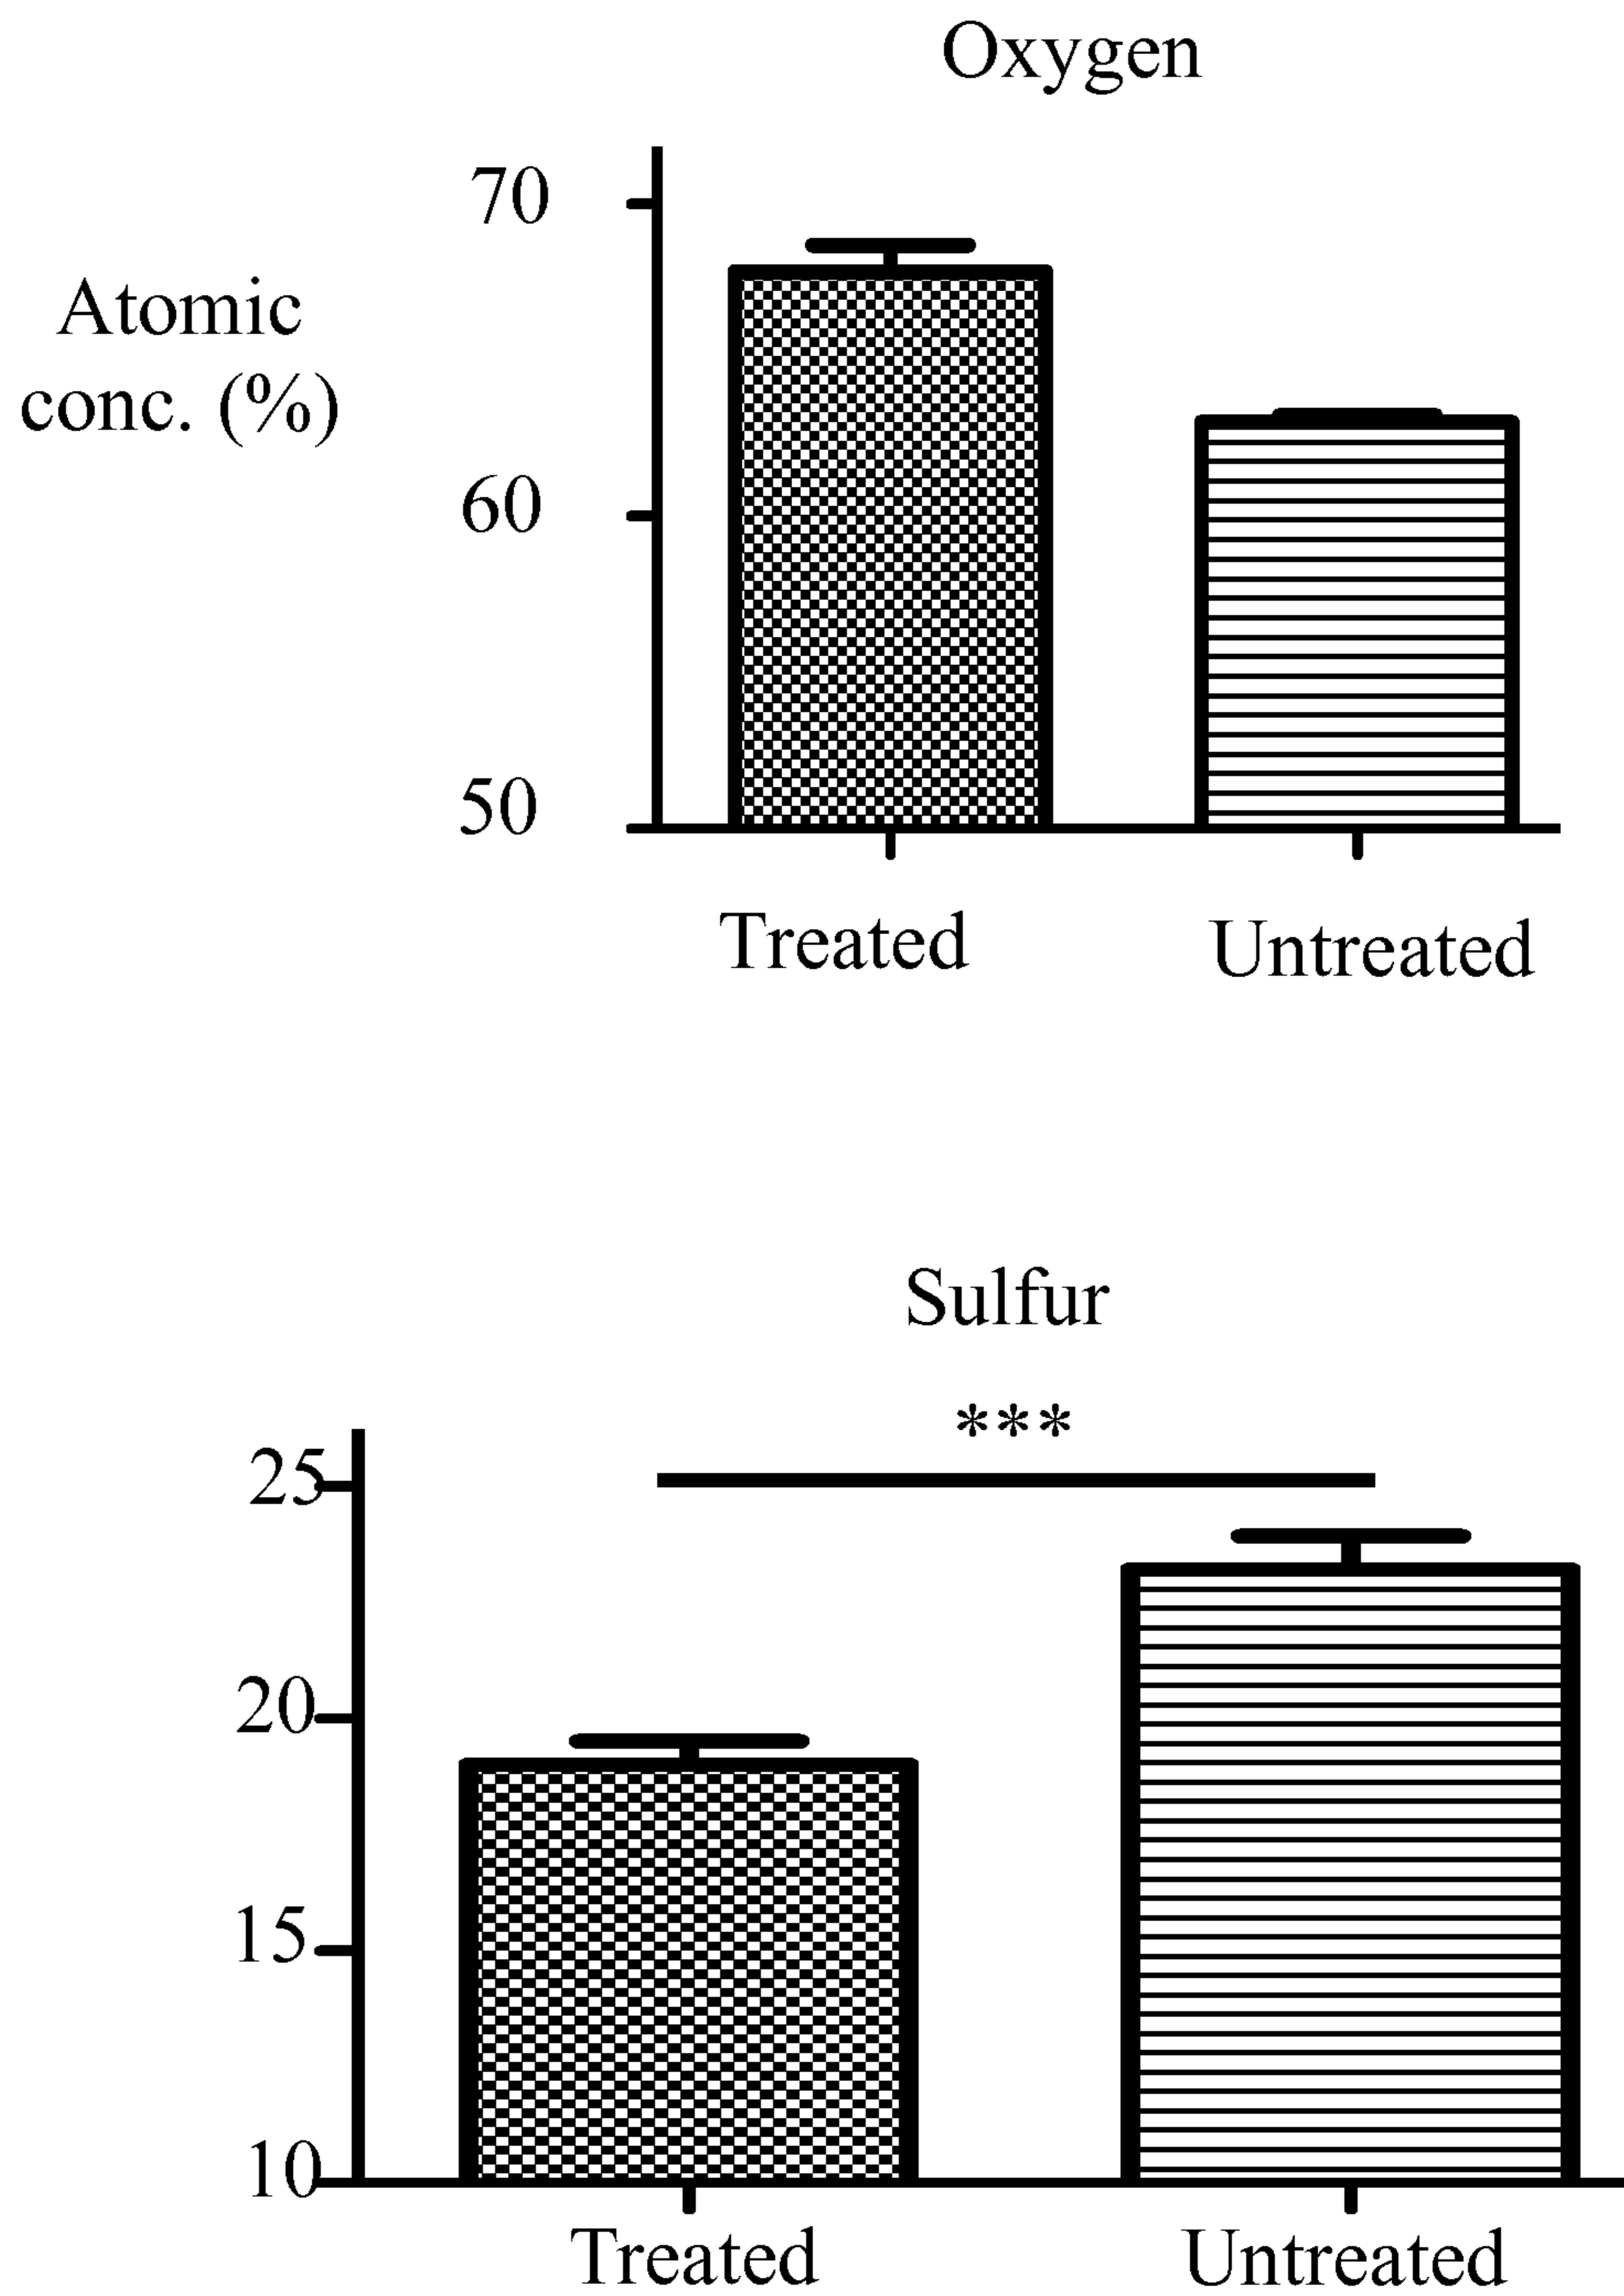 Oxygen
70
Atomic
conc. (%)
60
50
Treated Untreated
Sulfur
***
25
20
15
10
Treated Untreated